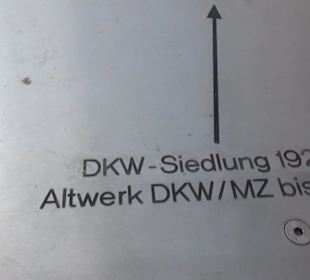 DKW-Siedlung 192
Altwerk DKW/MZ bis